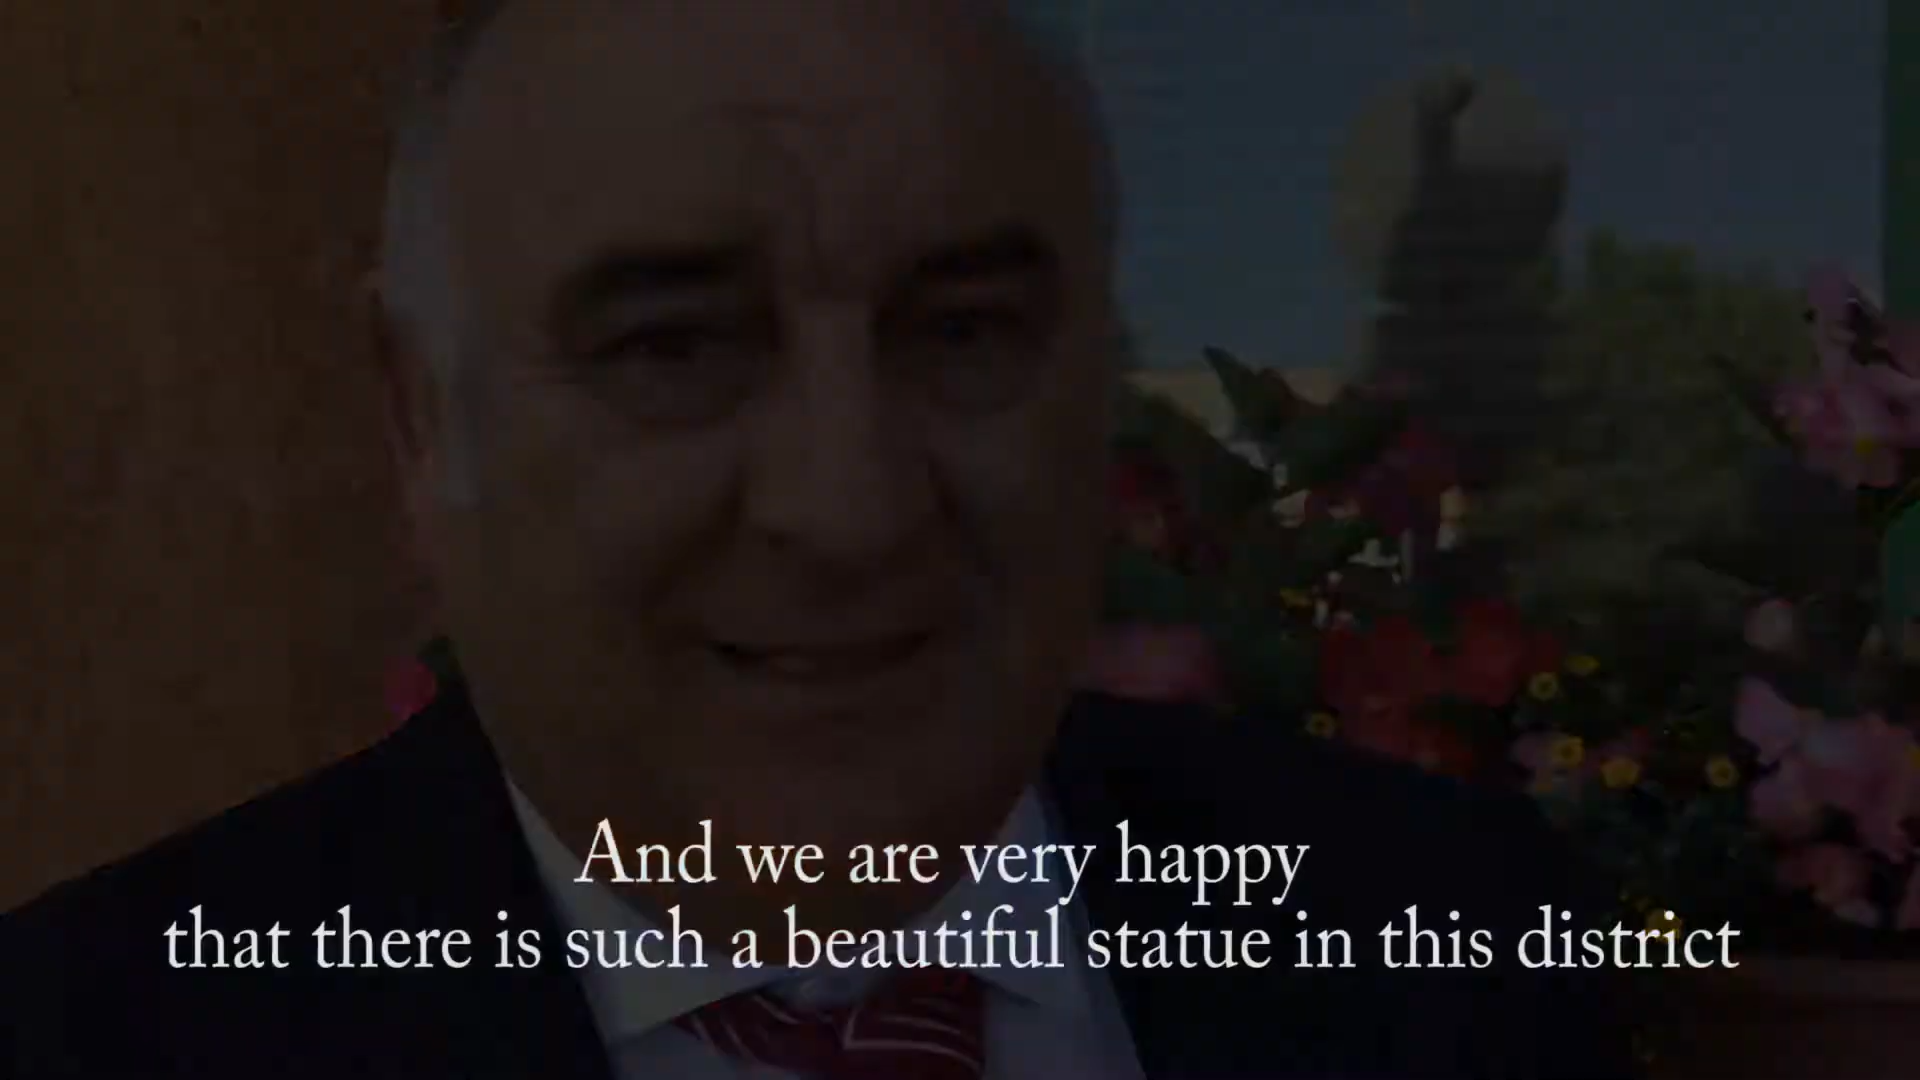 And we are very happy
that there is such a beautiful statue in this district